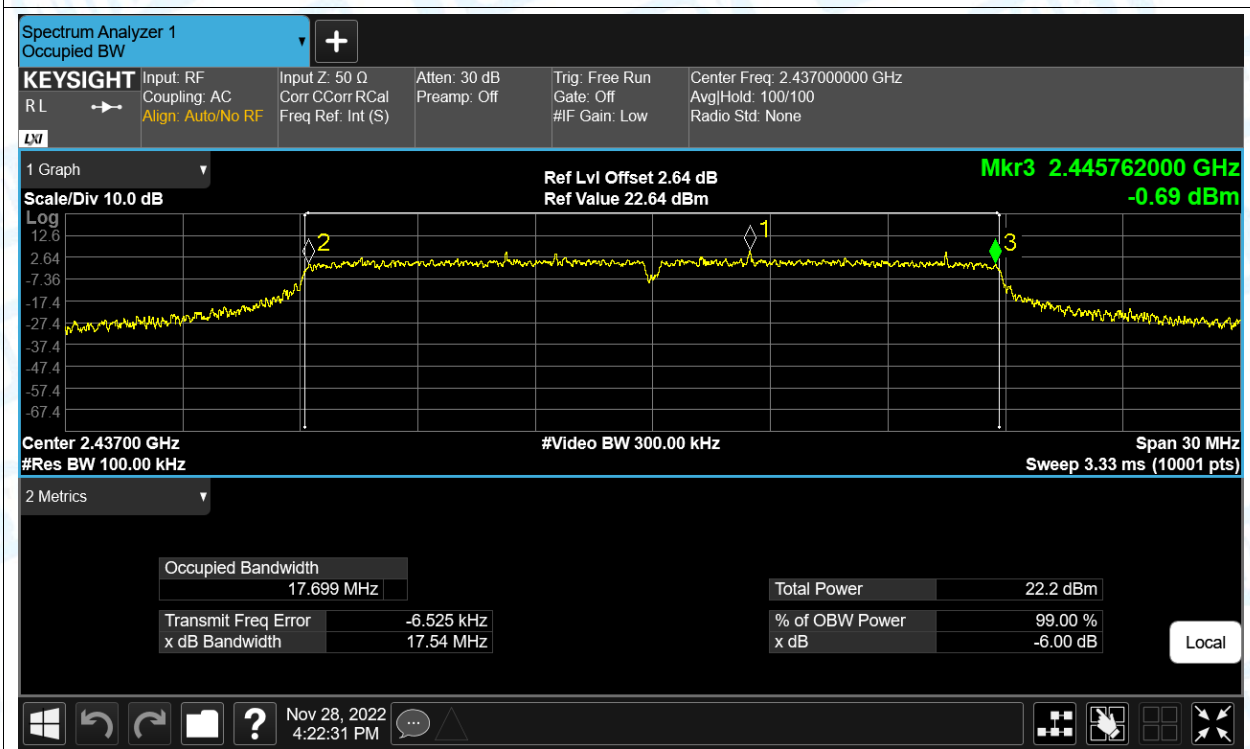 Spectrum Analyzer 1
Occupied BW
KEYSIGHT
R L
LXI
Input: RF
Coupling: AC
Align: Auto/No RF
Input Z: 50 Ω
Corr CCorr RCal
Freq Ref: Int (S)
Atten: 30 dB
Preamp: Off
Trig: Free Run
Gate: Off
#IF Gain: Low
Center Freq: 2.437000000 GHz
Avg|Hold: 100/100
Radio Std: None
1 Graph
Scale/Div 10.0 dB
Ref Lvl Offset 2.64 dB
Ref Value 22.64 dBm
Mkr3 2.445762000 GHz
-0.69 dBm
Log
12.6
2.64
-7.36
-17.4
-27.4
-37.4
-47.4
-57.4
-67.4
2
1
3
Center 2.43700 GHz
#Video BW 300.00 kHz
Span 30 MHz
#Res BW 100.00 kHz
Sweep 3.33 ms (10001 pts)
2 Metrics
Occupied Bandwidth
17.699 MHz
Total Power 22.2 dBm
Transmit Freq Error -6.525 kHz
% of OBW Power 99.00 %
x dB Bandwidth 17.54 MHz
x dB -6.00 dB
Local
?
Nov 28, 2022
4:22:31 PM